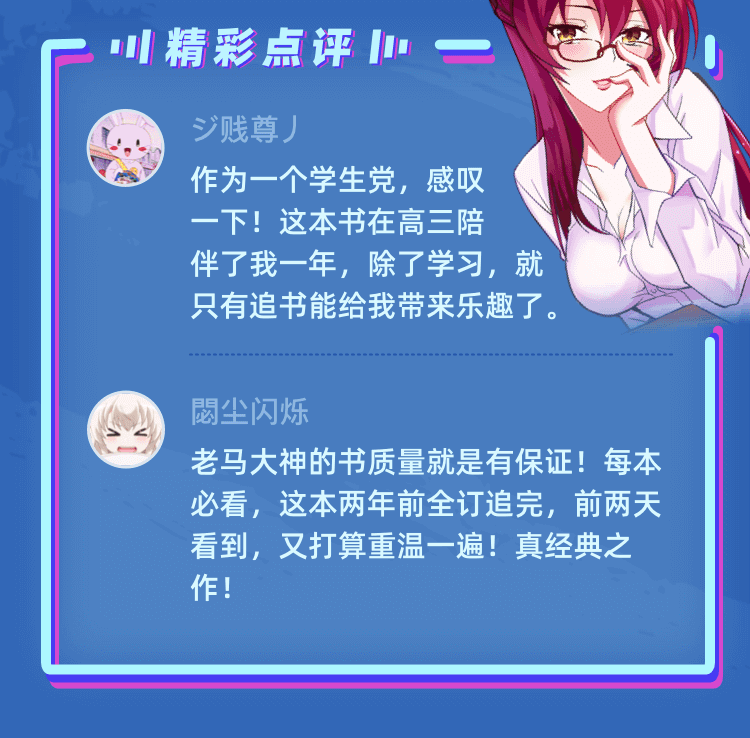 精彩点评
ジ贱尊丿
作为一个学生党，感叹
一下！这本书在高三陪
伴了我一年，除了学习，就
只有追书能给我带来乐趣了。
閟尘闪烁
老马大神的书质量就是有保证！每本
必看，这本两年前全订追完，前两天
看到，又打算重温一遍！真经典之
作！